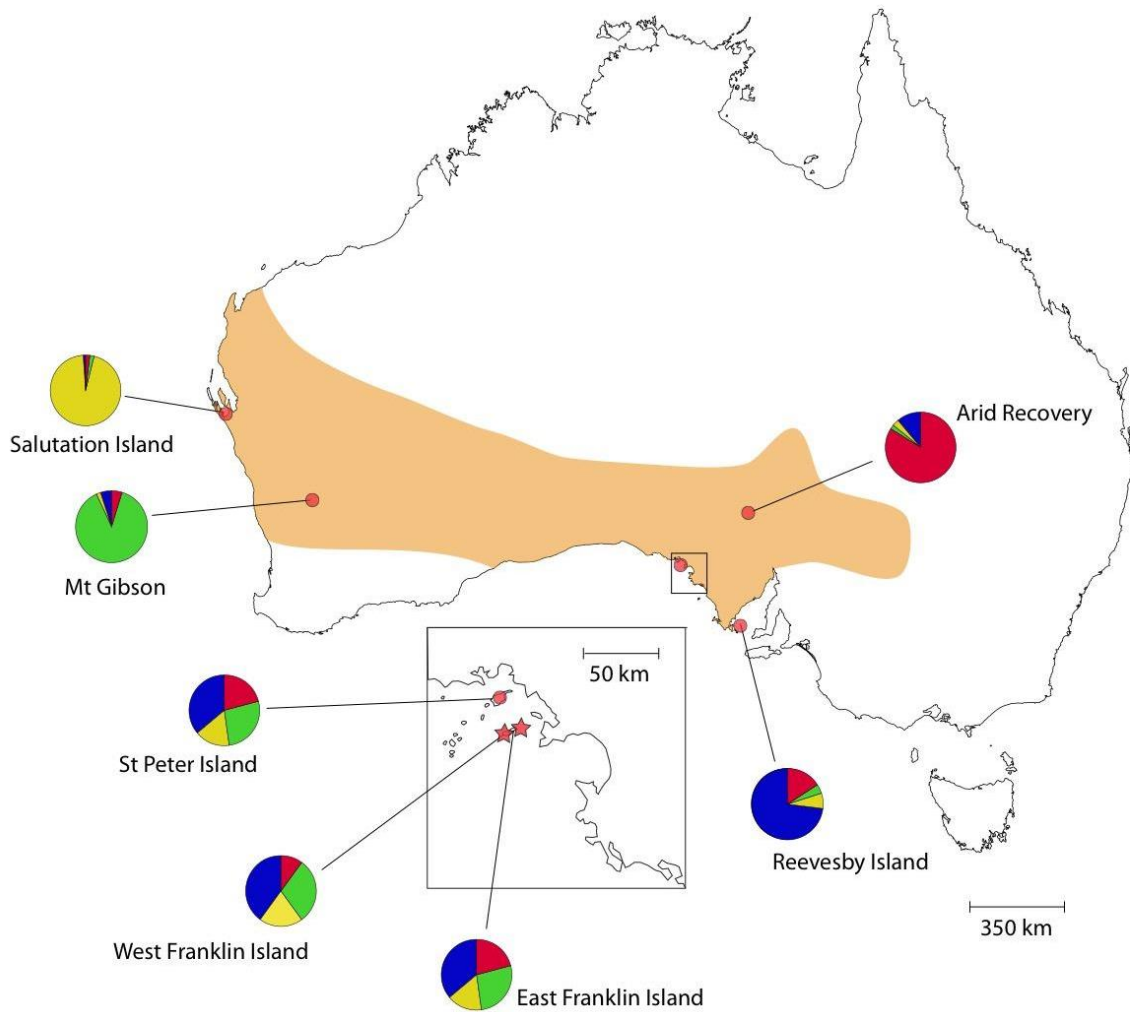 Arid Recovery
Salutation Island
Mt Gibson
50 km
St Peter Island
Reevesby Island
350 km
West Franklin Island
East Franklin Island